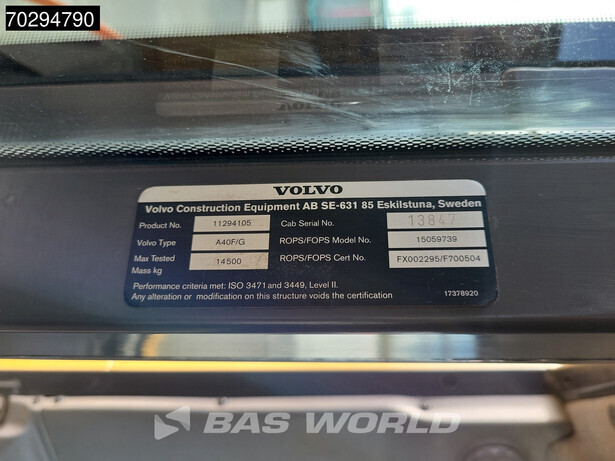 70294790
VOLVO
Volvo Construction Equipment AB SE-631 85 Eskilstuna, Sweden
Product No. 11294105 Cab Serial No. 13847
Volvo Type A40F/G ROPS/FOPS Model No. 15059739
Max Tested Mass kg 14500 ROPS/FOPS Cert No. FX002295/F700504
Performance criteria met: ISO 3471 and 3449, Level II.
Any alteration or modification on this structure voids the certification 17378920
BAS WORLD